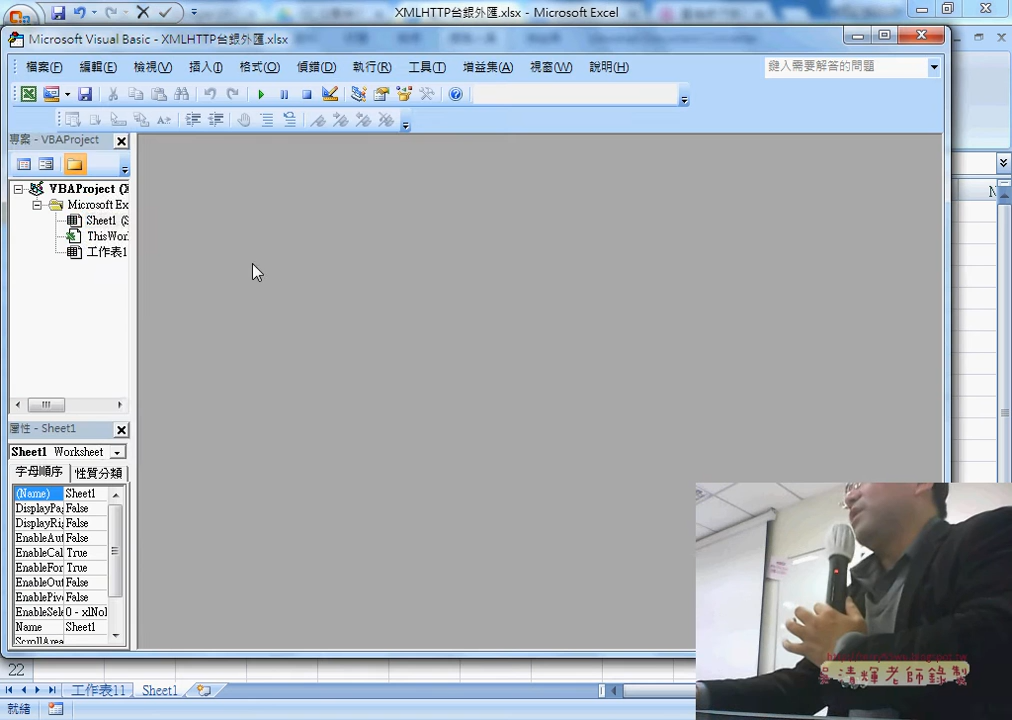 XMLHTTP台銀外匯.xlsx - Microsoft Excel
Microsoft Visual Basic - XMLHTTP台銀外匯.xlsx
檔案(F) 編輯(E) 檢視(V) 插入(I) 格式(O) 偵錯(D) 執行(R) 工具(T) 增益集(A) 視窗(W) 說明(H) 鍵入需要解答的問題
專案 - VBAProject
VBAProject (
Microsoft Ex
Sheet1 (S
ThisWor
工作表1
屬性 - Sheet1
Sheet1 Worksheet
字母順序 性質分類
(Name) Sheet1
DisplayPa False
DisplayRi False
EnableAut False
EnableCal True
EnableFor True
EnableOut False
EnablePiv False
EnableSel 0 - xlNoR
Name Sheet1
ScrollArea
22
工作表11 Sheet1
就緒
吳清輝老師錄製